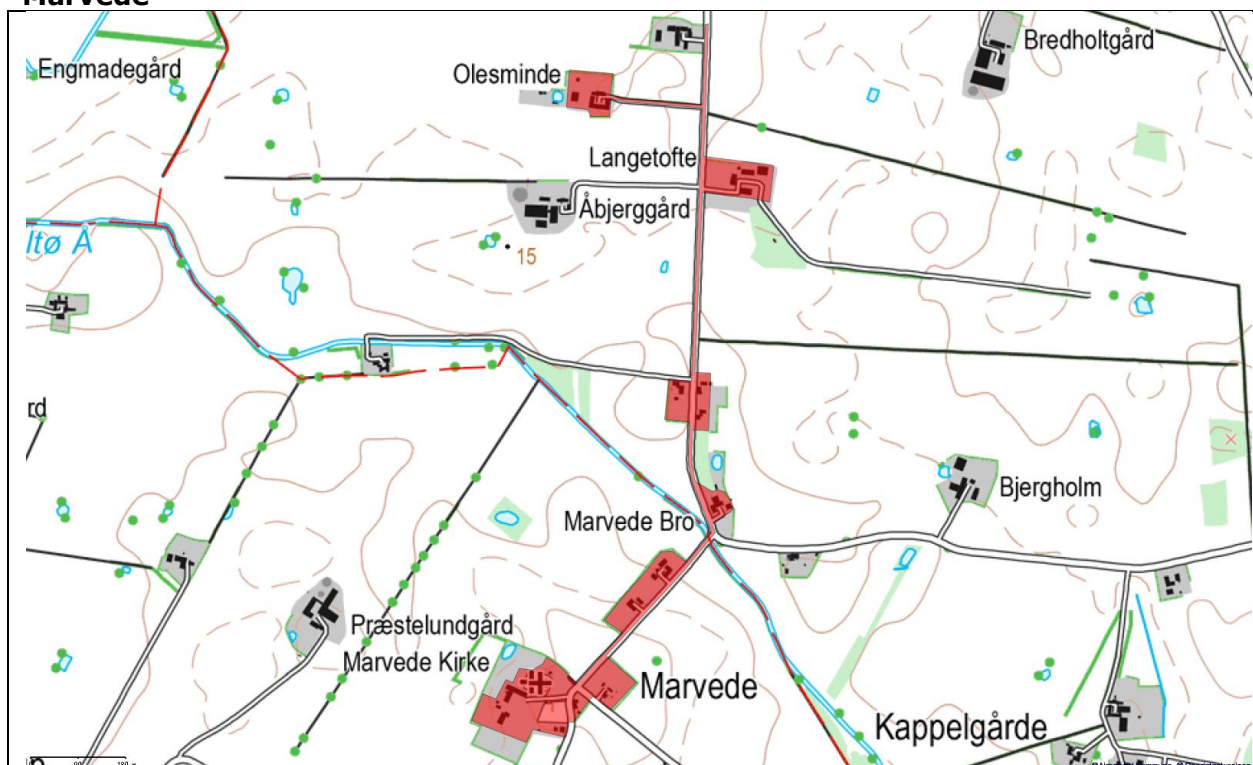 Marvede
Engmadegård
Olesminde
Bredholtgård
Langetofte
Åbjerggård
ltø Å
15
rd
Marvede Bro
Bjergholm
Præstelundgård
Marvede Kirke
Marvede
Kappelgårde